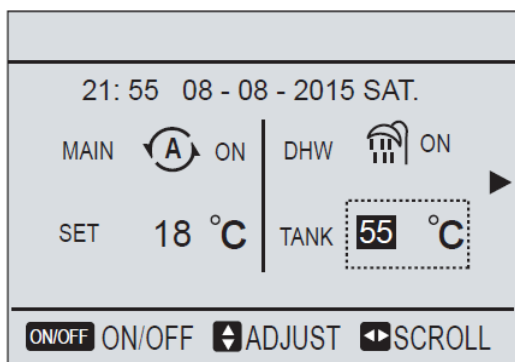 21: 55 08 - 08 - 2015 SAT.
MAIN A ON DHW ON
SET 18 °C TANK 55 °C
ON/OFF ON/OFF ADJUST SCROLL